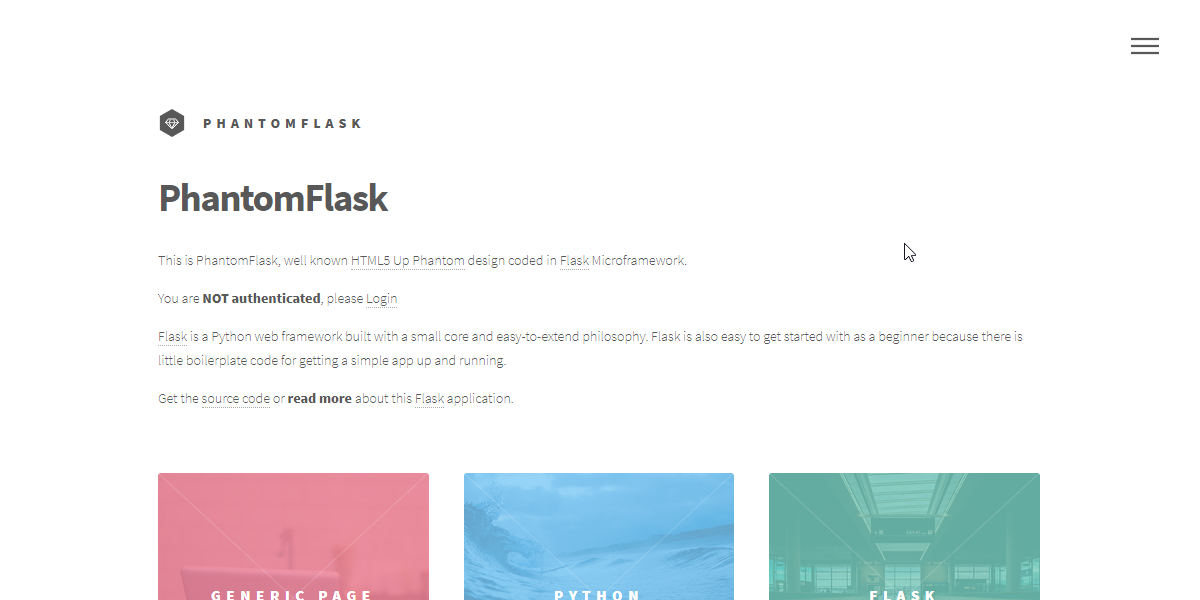 PHANTOMFLASK
PhantomFlask
This is PhantomFlask, well known HTML5 Up Phantom design coded in Flask Microframework.
You are NOT authenticated, please Login
Flask is a Python web framework built with a small core and easy-to-extend philosophy. Flask is also easy to get started with as a beginner because there is
little boilerplate code for getting a simple app up and running.
Get the source code or read more about this Flask application.
GENERIC PAGE
PYTHON
FLASK